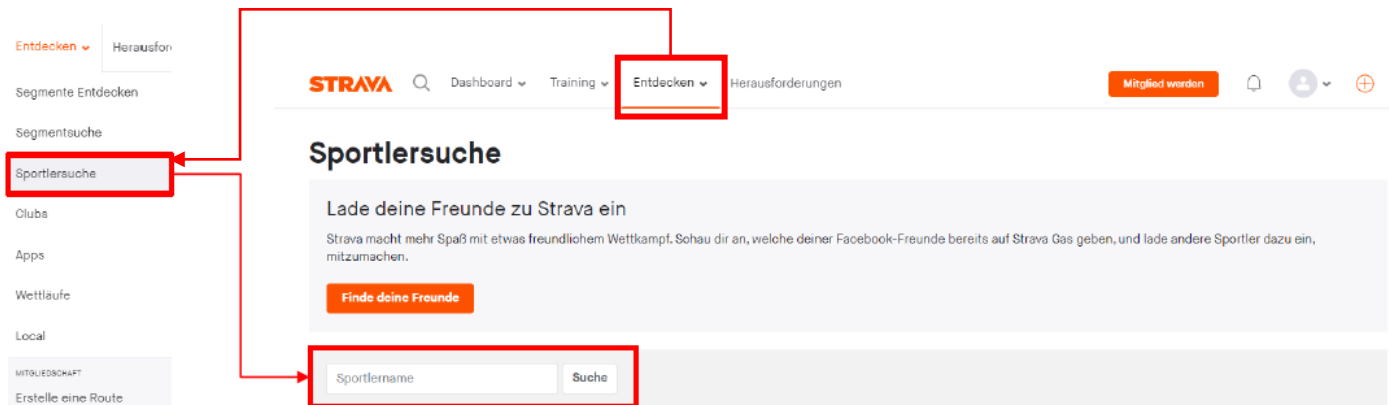 Entdecken
Herausfor
Segmente Entdecken
Segmentsuche
Sportlersuche
Clubs
Apps
Wettläufe
Local
MITGLIEDSCHAFT
Erstelle eine Route
STRAVA Dashboard Training Entdecken Herausforderungen Mitglied werden
Sportlersuche
Lade deine Freunde zu Strava ein
Strava macht mehr Spaß mit etwas freundlichem Wettkampf. Schau dir an, welche deiner Facebook-Freunde bereits auf Strava Gas geben, und lade andere Sportler dazu ein,
mitzumachen.
Finde deine Freunde
Sportlername Suche